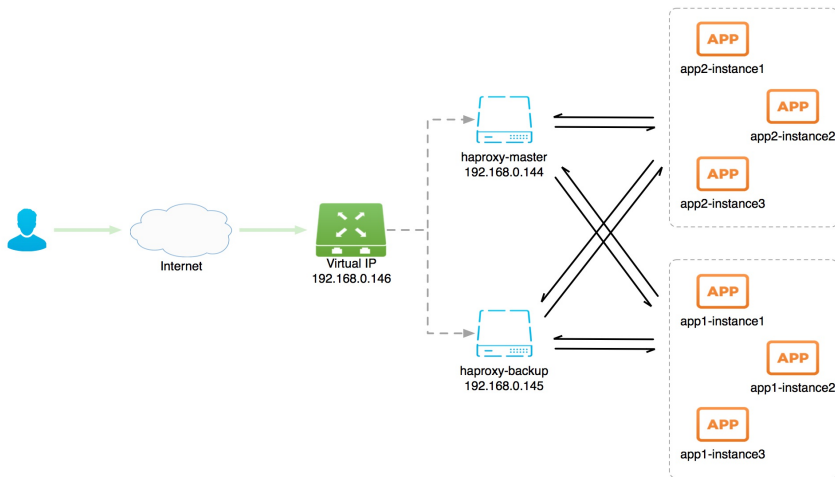 APP
app2-instance1
APP
app2-instance2
APP
app2-instance3
haproxy-master
192.168.0.144
Internet
Virtual IP
192.168.0.146
haproxy-backup
192.168.0.145
APP
app1-instance1
APP
app1-instance2
APP
app1-instance3